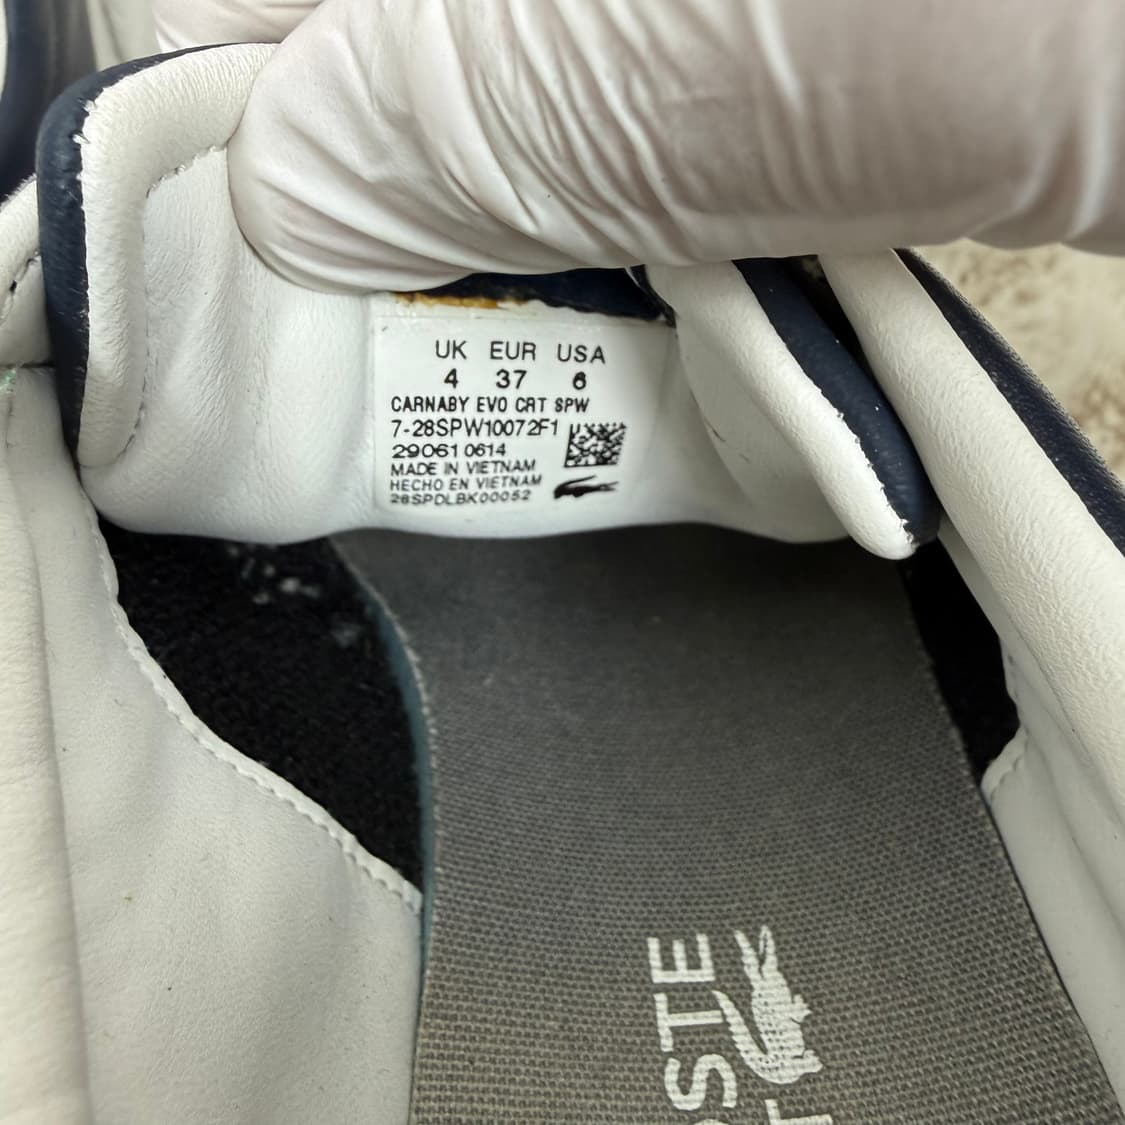 UK EUR USA
4 37 6
CARNABY EVO CRT SPW
7-28SPW10072F1
290610614
MADE IN VIETNAM
HECHO EN VIETNAM
28SPDLBK00052